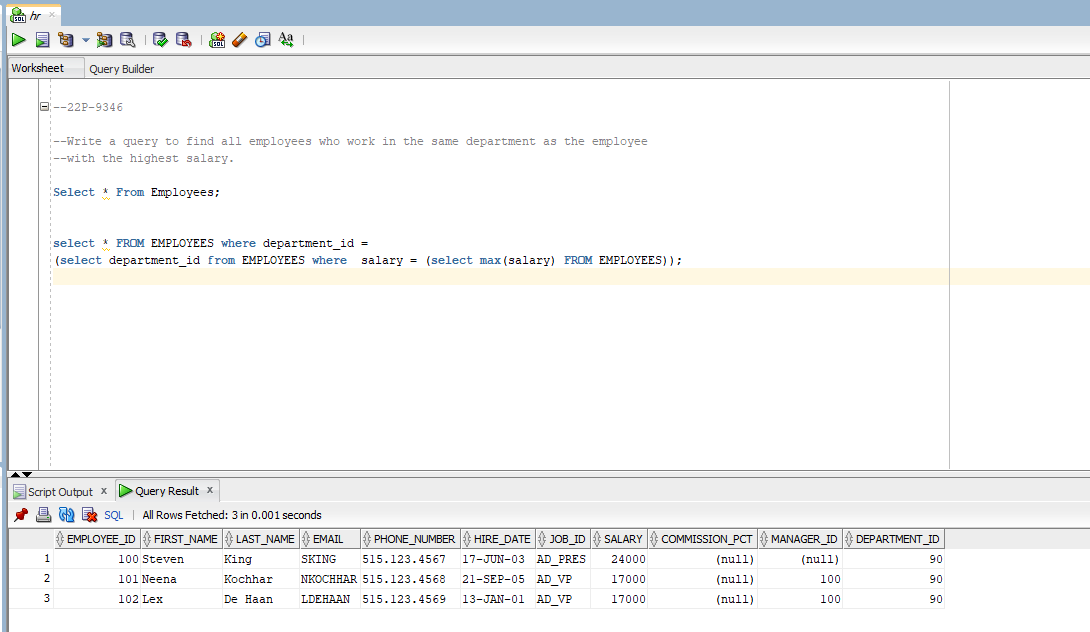 hr
Worksheet Query Builder
--22P-9346
--Write a query to find all employees who work in the same department as the employee
--with the highest salary.
Select * From Employees;
select * FROM EMPLOYEES where department_id =
(select department_id from EMPLOYEES where  salary = (select max(salary) FROM EMPLOYEES));
Script Output x Query Result x
SQL | All Rows Fetched: 3 in 0.001 seconds
EMPLOYEE_ID FIRST_NAME LAST_NAME EMAIL PHONE_NUMBER HIRE_DATE JOB_ID SALARY COMMISSION_PCT MANAGER_ID DEPARTMENT_ID
1 100 Steven King SKING 515.123.4567 17-JUN-03 AD_PRES 24000 (null) (null) 90
2 101 Neena Kochhar NKOCHHAR 515.123.4568 21-SEP-05 AD_VP 17000 (null) 100 90
3 102 Lex De Haan LDEHAAN 515.123.4569 13-JAN-01 AD_VP 17000 (null) 100 90